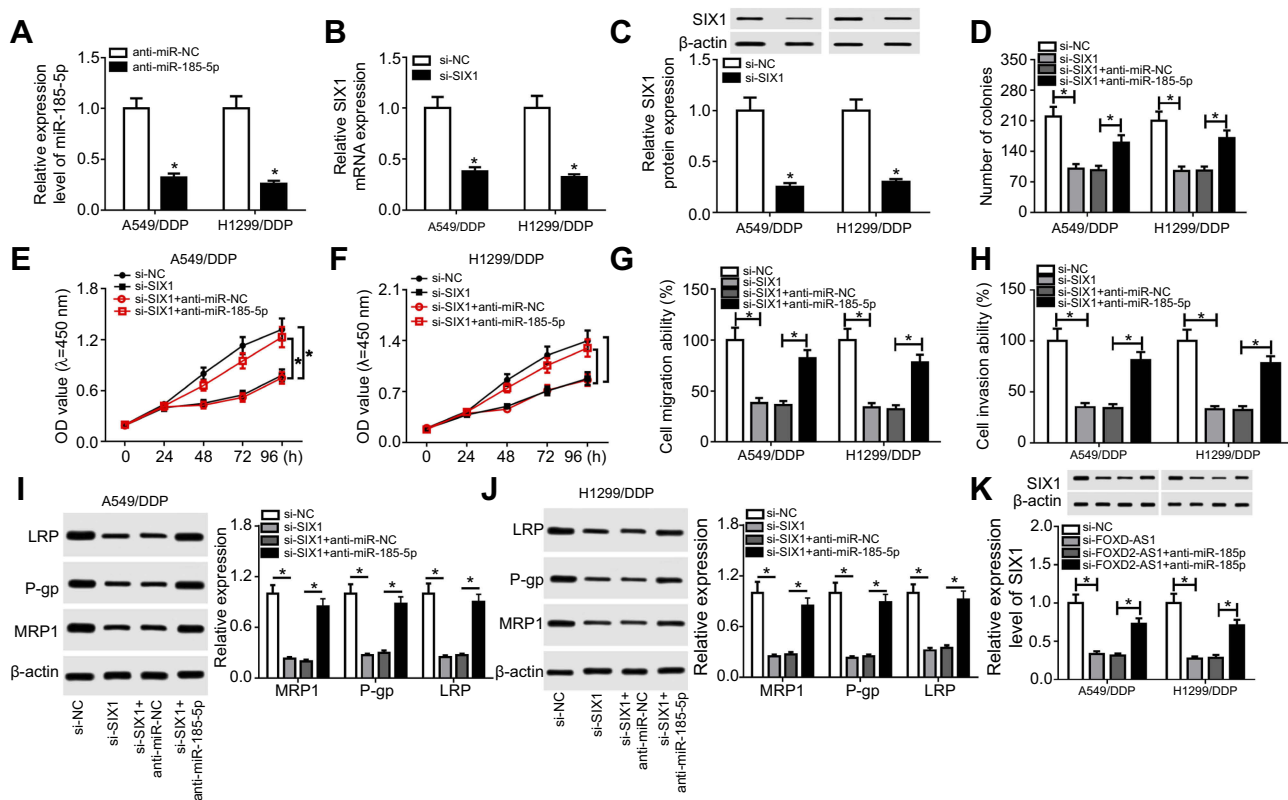 A
anti-miR-NC
anti-miR-185-5p
Relative expression
level of miR-185-5p
1.5
1.0
0.5
0.0
*
*
A549/DDP
H1299/DDP
B
si-NC
si-SIX1
Relative SIX1
mRNA expression
1.5
1.0
0.5
0.0
*
*
A549/DDP
H1299/DDP
C
SIX1
β-actin
si-NC
si-SIX1
Relative SIX1
protein expression
1.5
1.0
0.5
0.0
*
*
A549/DDP
H1299/DDP
D
si-NC
si-SIX1
si-SIX1+anti-miR-NC
si-SIX1+anti-miR-185-5p
Number of colonies
350
280
210
140
70
0
*
*
*
*
A549/DDP
H1299/DDP
E
A549/DDP
si-NC
si-SIX1
si-SIX1+anti-miR-NC
si-SIX1+anti-miR-185-5p
OD value (λ=450 nm)
1.8
1.2
0.6
0.0
*
*
0 24 48 72 96 (h)
F
H1299/DDP
si-NC
si-SIX1
si-SIX1+anti-miR-NC
si-SIX1+anti-miR-185-5p
OD value (λ=450 nm)
2.1
1.4
0.7
0.0
0 24 48 72 96 (h)
G
si-NC
si-SIX1
si-SIX1+anti-miR-NC
si-SIX1+anti-miR-185-5p
Cell migration ability (%)
150
100
50
0
*
*
*
*
A549/DDP
H1299/DDP
H
si-NC
si-SIX1
si-SIX1+anti-miR-NC
si-SIX1+anti-miR-185-5p
Cell invasion ability (%)
150
100
50
0
*
*
*
*
A549/DDP
H1299/DDP
I
A549/DDP
LRP
P-gp
MRP1
β-actin
si-NC
si-SIX1
si-SIX1+
anti-miR-NC
si-SIX1+
anti-miR-185-5p
si-NC
si-SIX1
si-SIX1+anti-miR-NC
si-SIX1+anti-miR-185-5p
Relative expression
1.8
1.2
0.6
0.0
*
*
*
*
*
*
MRP1
P-gp
LRP
J
H1299/DDP
LRP
P-gp
MRP1
β-actin
si-NC
si-SIX1
si-SIX1+
anti-miR-NC
si-SIX1+
anti-miR-185-5p
si-NC
si-SIX1
si-SIX1+anti-miR-NC
si-SIX1+anti-miR-185-5p
Relative expression
1.8
1.2
0.6
0.0
*
*
*
*
*
*
MRP1
P-gp
LRP
K
SIX1
β-actin
si-NC
si-FOXD-AS1
si-FOXD2-AS1+anti-miR-185p
si-FOXD2-AS1+anti-miR-185p
Relative expression
level of SIX1
2.0
1.5
1.0
0.5
0.0
*
*
*
*
A549/DDP
H1299/DDP